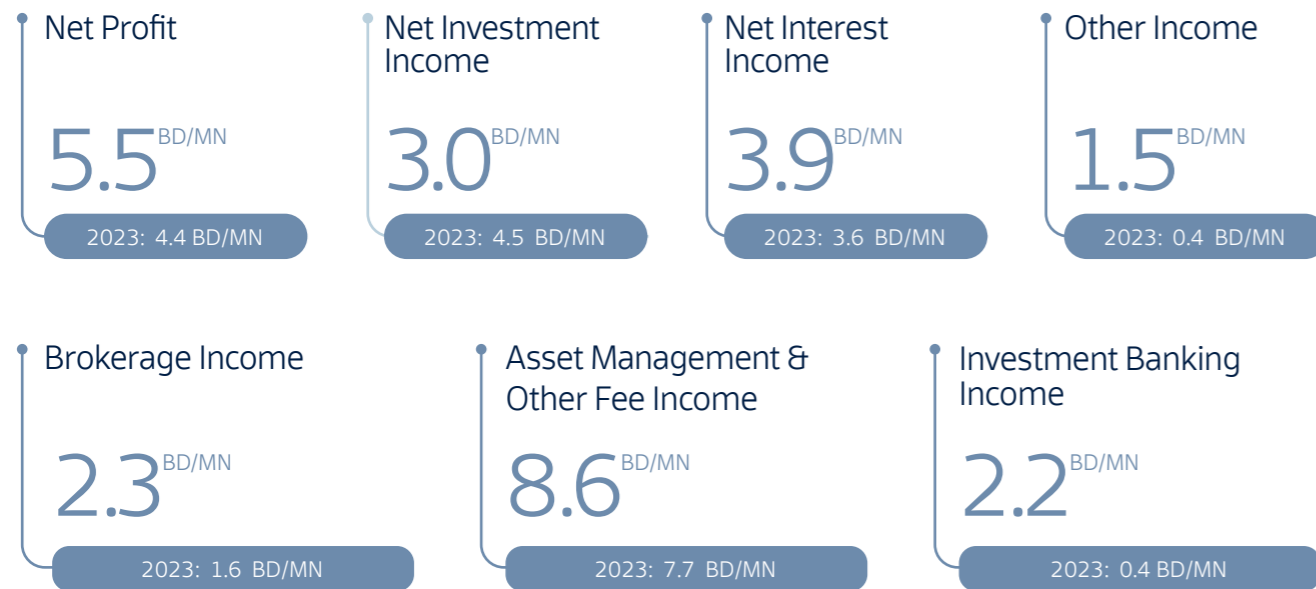 Net Profit
5.5 BD/MN
2023: 4.4 BD/MN
Net Investment
Income
3.0 BD/MN
2023: 4.5 BD/MN
Net Interest
Income
3.9 BD/MN
2023: 3.6 BD/MN
Other Income
1.5 BD/MN
2023: 0.4 BD/MN
Brokerage Income
2.3 BD/MN
2023: 1.6 BD/MN
Asset Management &
Other Fee Income
8.6 BD/MN
2023: 7.7 BD/MN
Investment Banking
Income
2.2 BD/MN
2023: 0.4 BD/MN